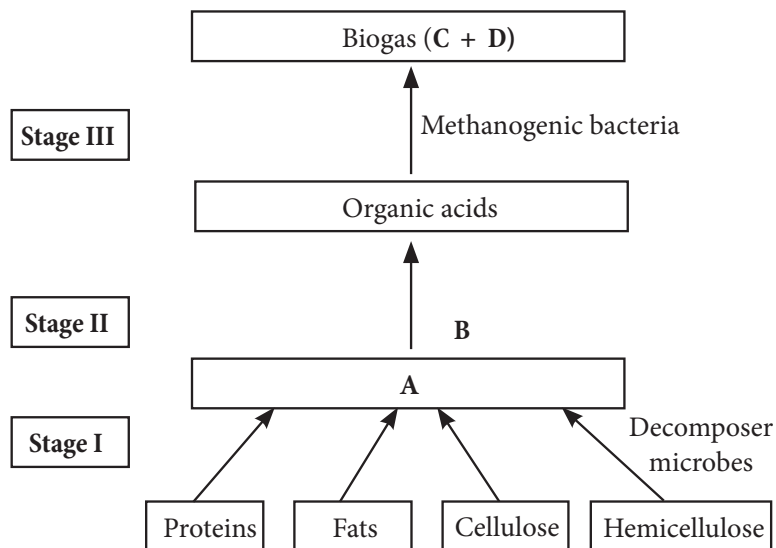 Biogas (C + D)
Stage III
Methanogenic bacteria
Organic acids
Stage II
B
A
Stage I
Decomposer
microbes
Proteins
Fats
Cellulose
Hemicellulose